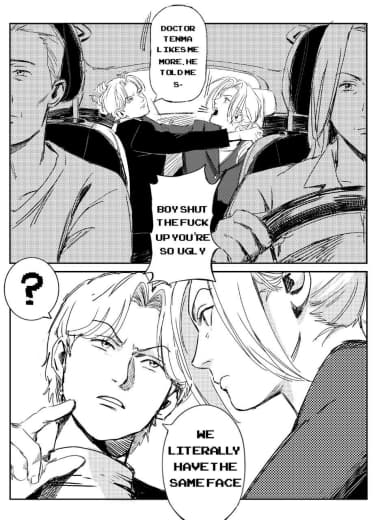 DOCTOR
TENMA
LIKES ME
MORE, HE
TOLD ME
S-
BOY SHUT
THE FUCK
UP YOU'RE
SO UGLY
?
WE
LITERALLY
HAVE THE
SAME FACE